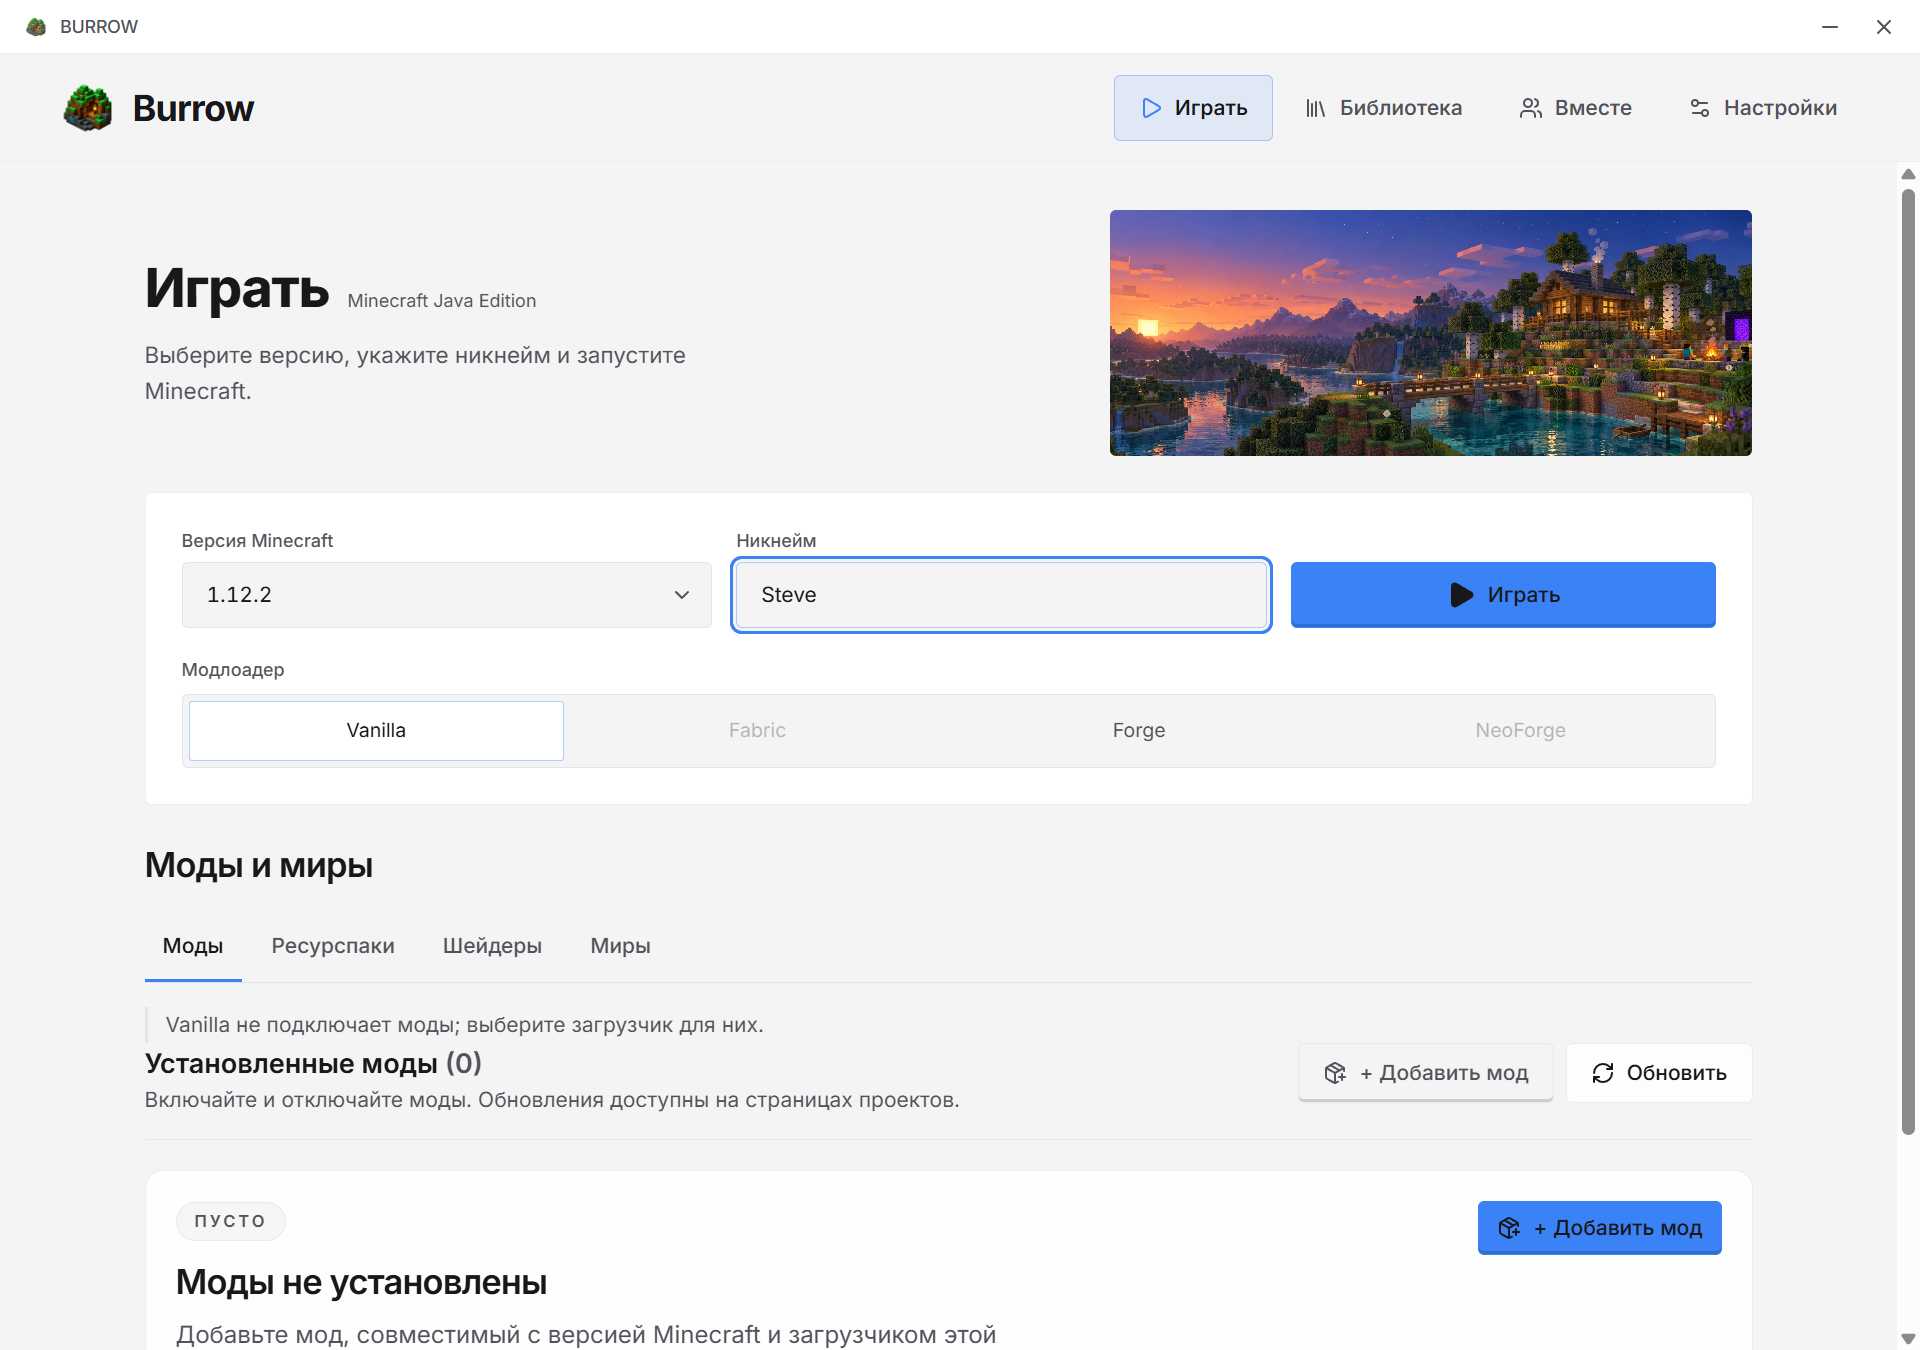 BURROW
Burrow
Играть
Библиотека
Вместе
Настройки
Играть
Minecraft Java Edition
Выберите версию, укажите никнейм и запустите
Minecraft.
Версия Minecraft
Никнейм
1.12.2
Steve
Играть
Модлоадер
Vanilla
Fabric
Forge
NeoForge
Моды и миры
Моды
Ресурспаки
Шейдеры
Миры
Vanilla не подключает моды; выберите загрузчик для них.
Установленные моды (0)
Включайте и отключайте моды. Обновления доступны на страницах проектов.
+ Добавить мод
Обновить
ПУСТО
+ Добавить мод
Моды не установлены
Добавьте мод, совместимый с версией Minecraft и загрузчиком этой